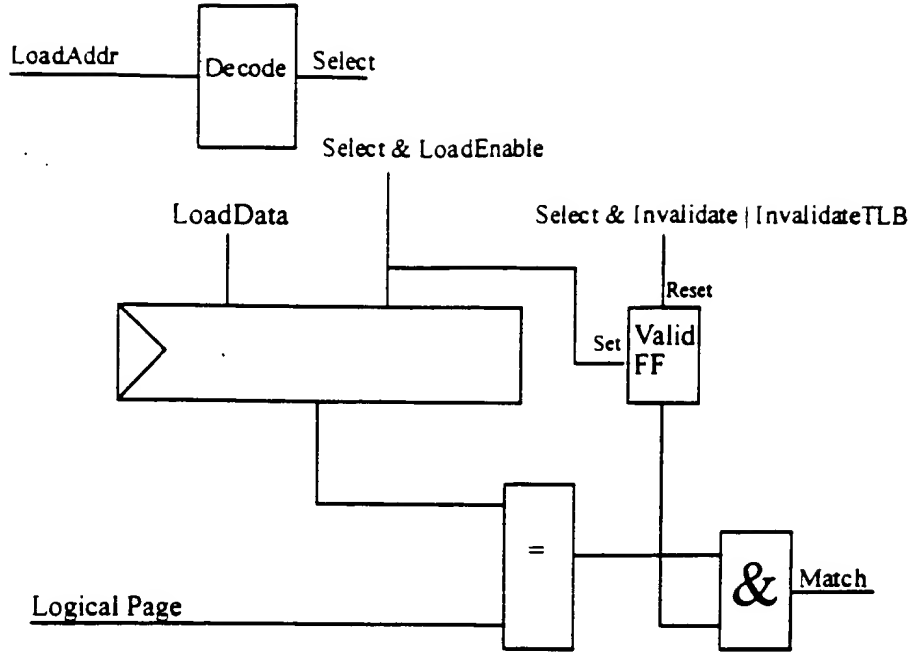 LoadAddr
Decode
Select
Select & LoadEnable
LoadData
Select & Invalidate | InvalidateTLB
Reset
Set
Valid
FF
=
&
Match
Logical Page